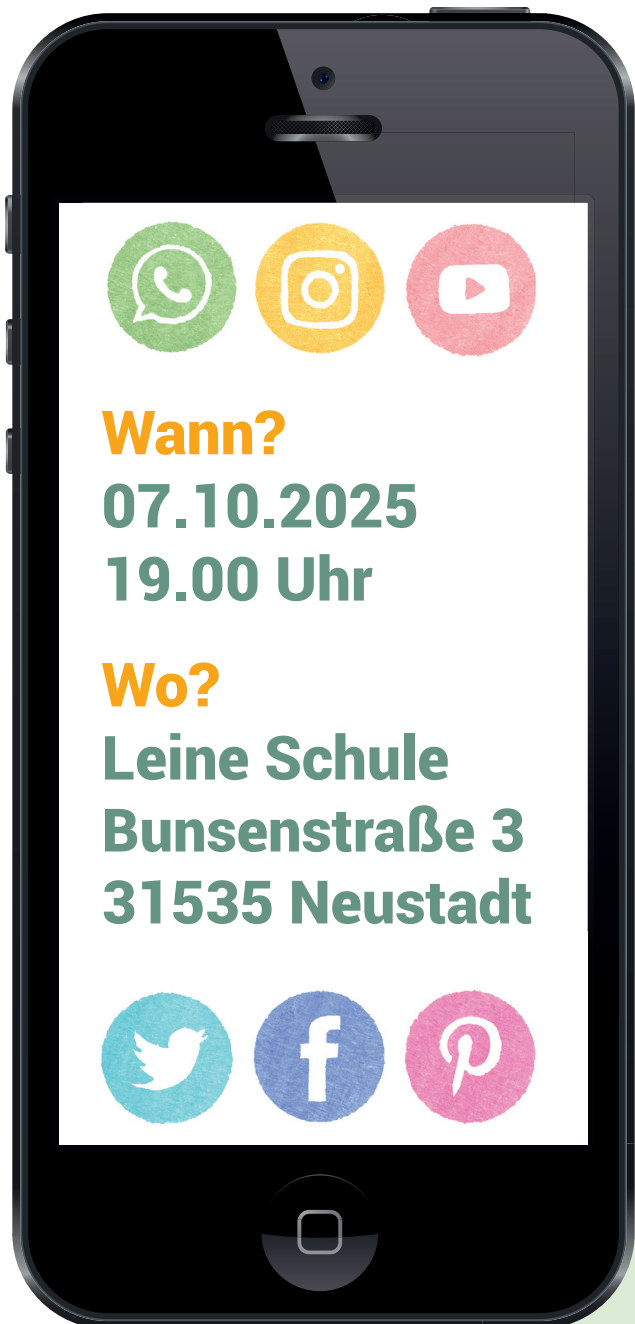 Wann?
07.10.2025
19.00 Uhr
Wo?
Leine Schule
Bunsenstraße 3
31535 Neustadt